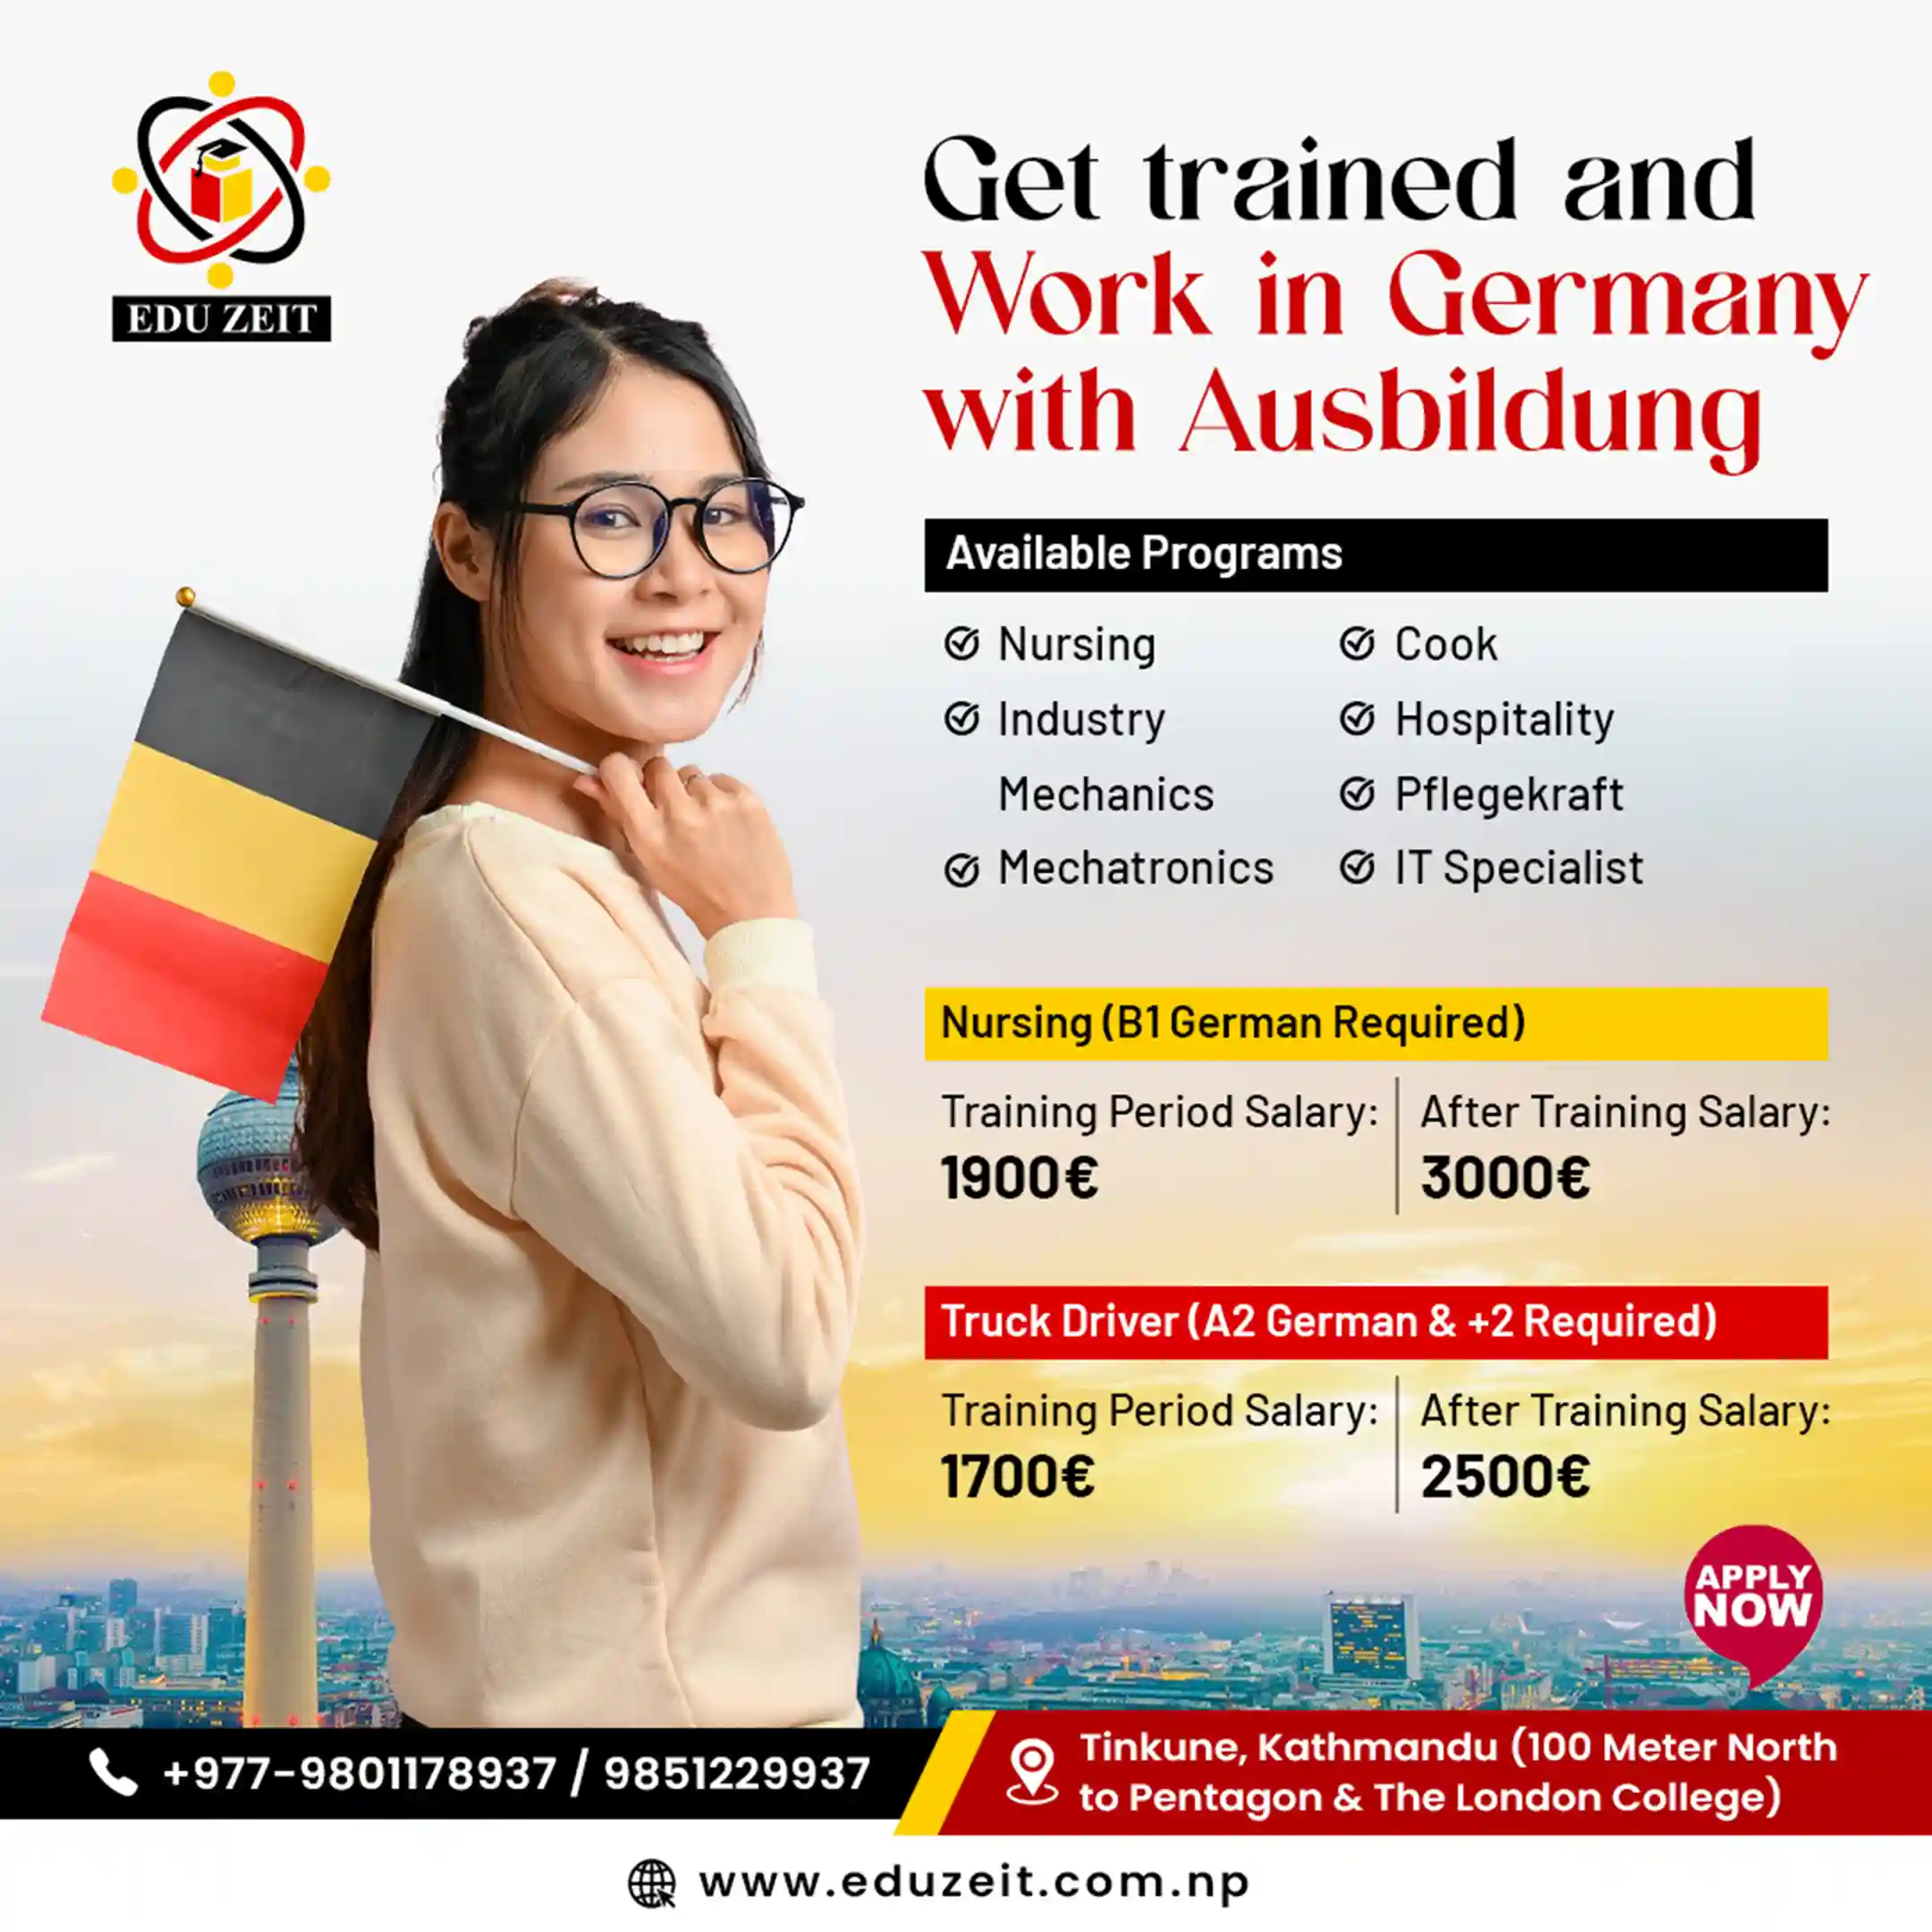 EDU ZEIT
Get trained and
Work in Germany
with Ausbildung
Available Programs
Nursing
Industry
Mechanics
Mechatronics
Cook
Hospitality
Pflegekraft
IT Specialist
Nursing (B1 German Required)
Training Period Salary:
1900€
After Training Salary:
3000€
Truck Driver (A2 German & +2 Required)
Training Period Salary:
1700€
After Training Salary:
2500€
APPLY
NOW
+977-9801178937 / 9851229937
Tinkune, Kathmandu (100 Meter North
to Pentagon & The London College)
www.eduzeit.com.np